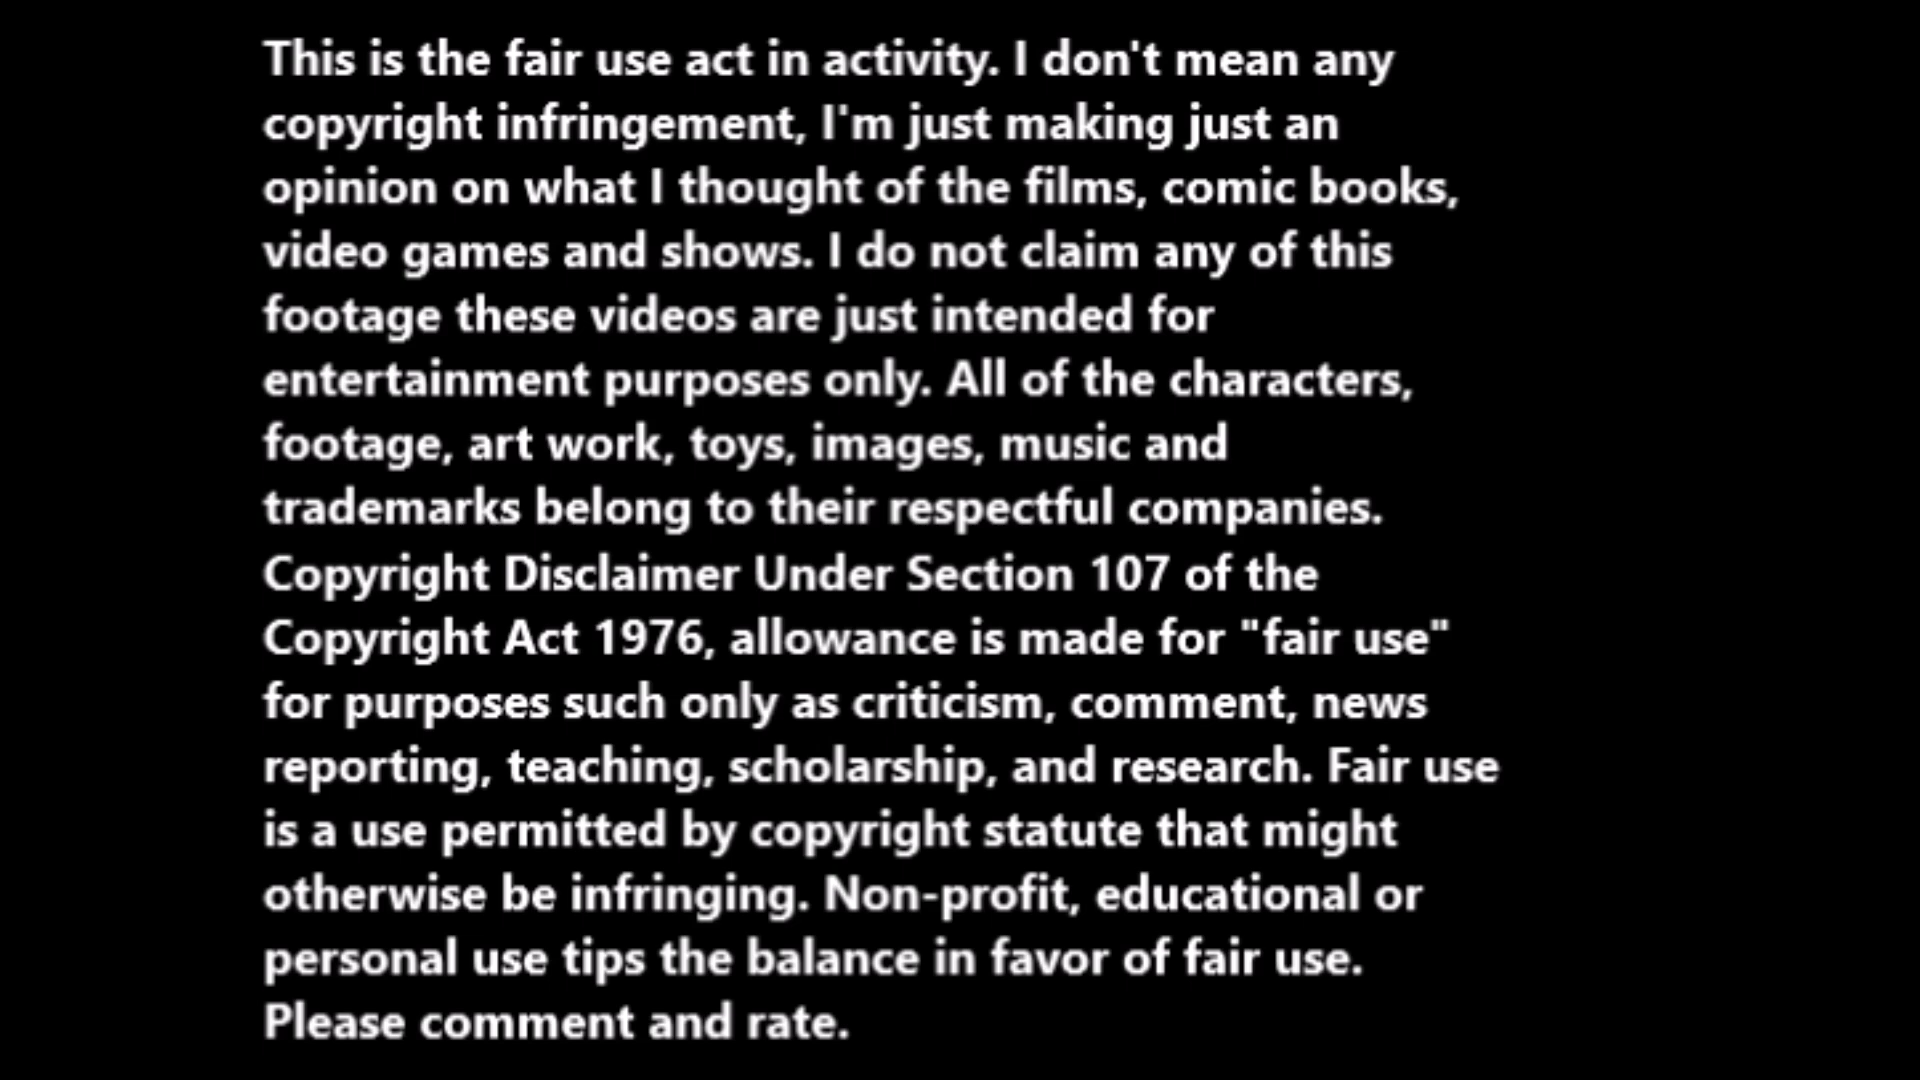 This is the fair use act in activity. I don't mean any
copyright infringement, I'm just making just an
opinion on what I thought of the films, comic books,
video games and shows. I do not claim any of this
footage these videos are just intended for
entertainment purposes only. All of the characters,
footage, art work, toys, images, music and
trademarks belong to their respectful companies.
Copyright Disclaimer Under Section 107 of the
Copyright Act 1976, allowance is made for "fair use"
for purposes such only as criticism, comment, news
reporting, teaching, scholarship, and research. Fair use
is a use permitted by copyright statute that might
otherwise be infringing. Non-profit, educational or
personal use tips the balance in favor of fair use.
Please comment and rate.